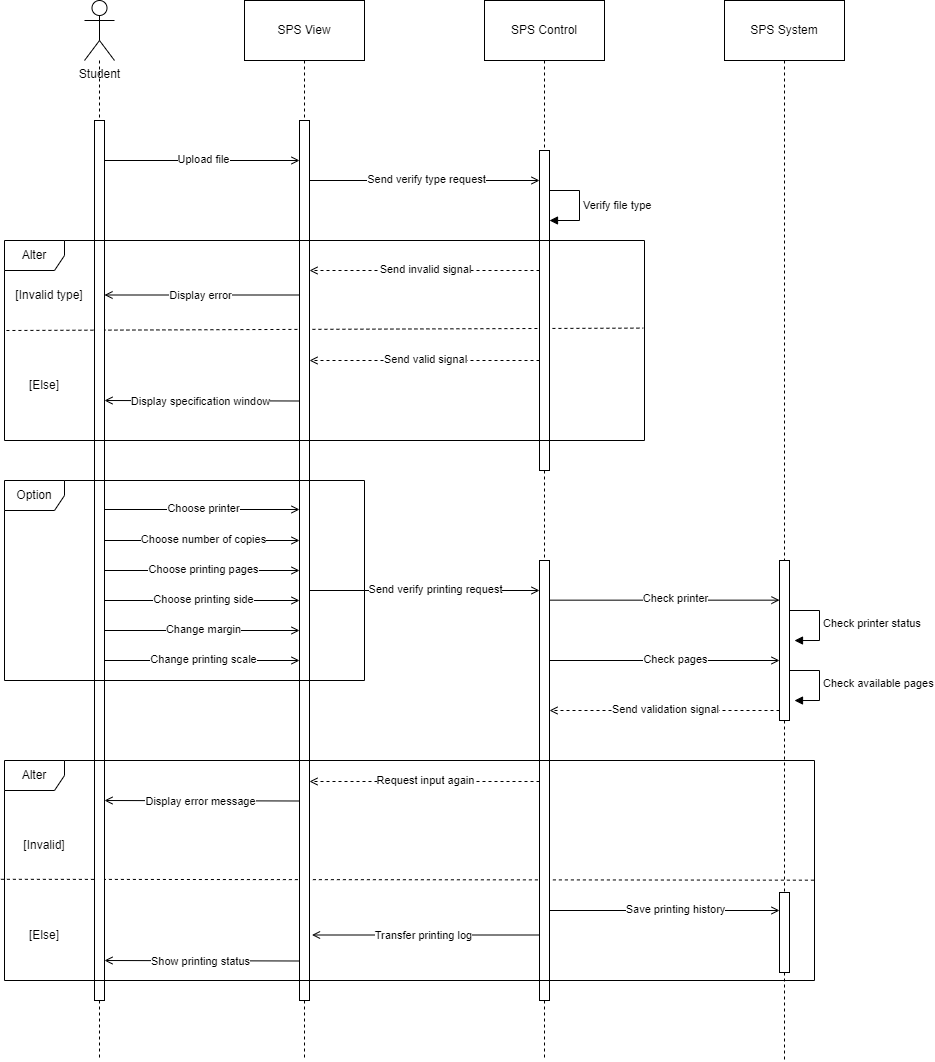 SPS View
SPS Control
SPS System
Student
Upload file
Send verify type request
Verify file type
Alter
Send invalid signal
[Invalid type]
Display error
Send valid signal
[Else]
Display specification window
Option
Choose printer
Choose number of copies
Choose printing pages
Send verify printing request
Choose printing side
Check printer
Check printer status
Change margin
Change printing scale
Check pages
Check available pages
Send validation signal
Alter
Request input again
Display error message
[Invalid]
Save printing history
[Else]
Transfer printing log
Show printing status